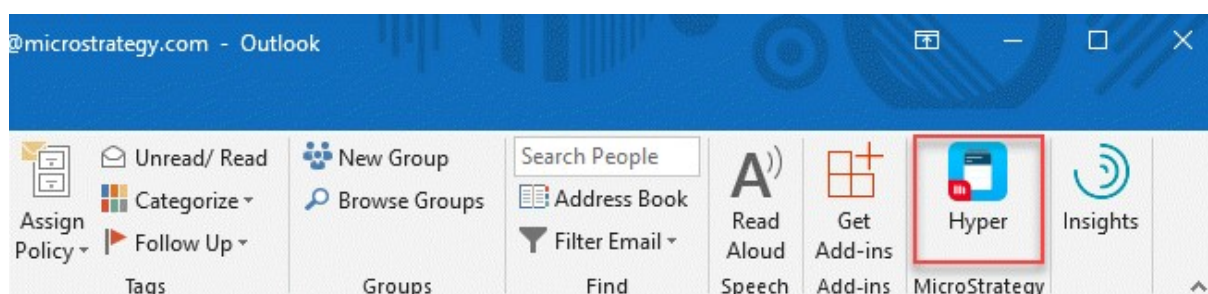 @microstrategy.com - Outlook
Unread/ Read
Categorize
Follow Up
Assign
Policy
Tags
New Group
Browse Groups
Groups
Search People
Address Book
Filter Email
Find
A
Read
Aloud
Speech
Get
Add-ins
Add-ins
Hyper
MicroStrategy
Insights